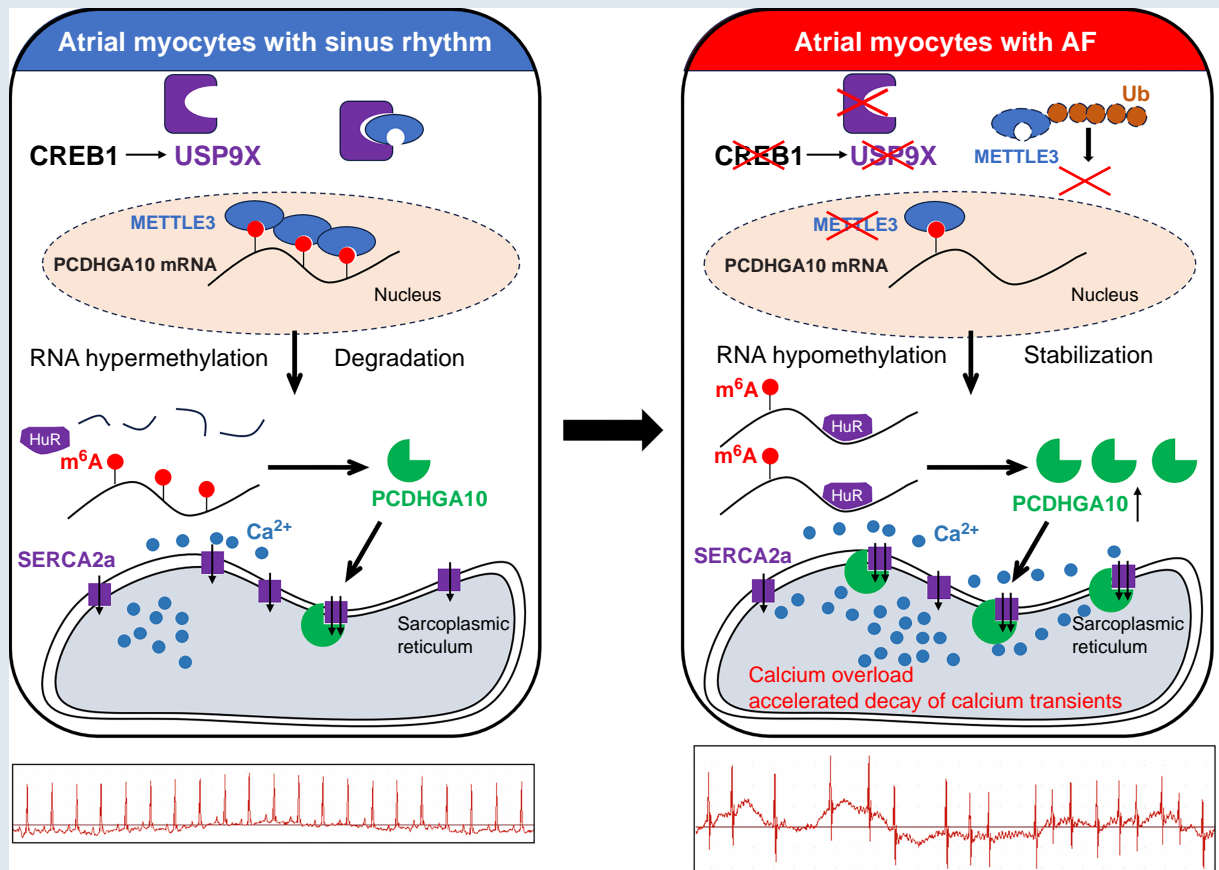 Atrial myocytes with sinus rhythm
CREB1
USP9X
METTLE3
PCDHGA10 mRNA
Nucleus
RNA hypermethylation
Degradation
HuR
m⁶A
PCDHGA10
Ca²⁺
SERCA2a
Sarcoplasmic
reticulum
Atrial myocytes with AF
Ub
CREB1
USP9X
METTLE3
METTLE3
PCDHGA10 mRNA
Nucleus
RNA hypomethylation
Stabilization
m⁶A
HuR
m⁶A
HuR
PCDHGA10
Ca²⁺
SERCA2a
Sarcoplasmic
reticulum
Calcium overload
accelerated decay of calcium transients